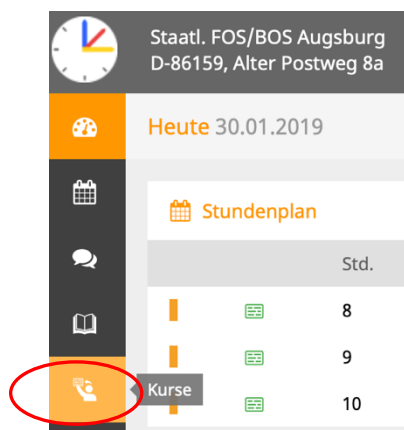 Staatl. FOS/BOS Augsburg
D-86159, Alter Postweg 8a
Heute 30.01.2019
Stundenplan
Std.
8
9
Kurse
10